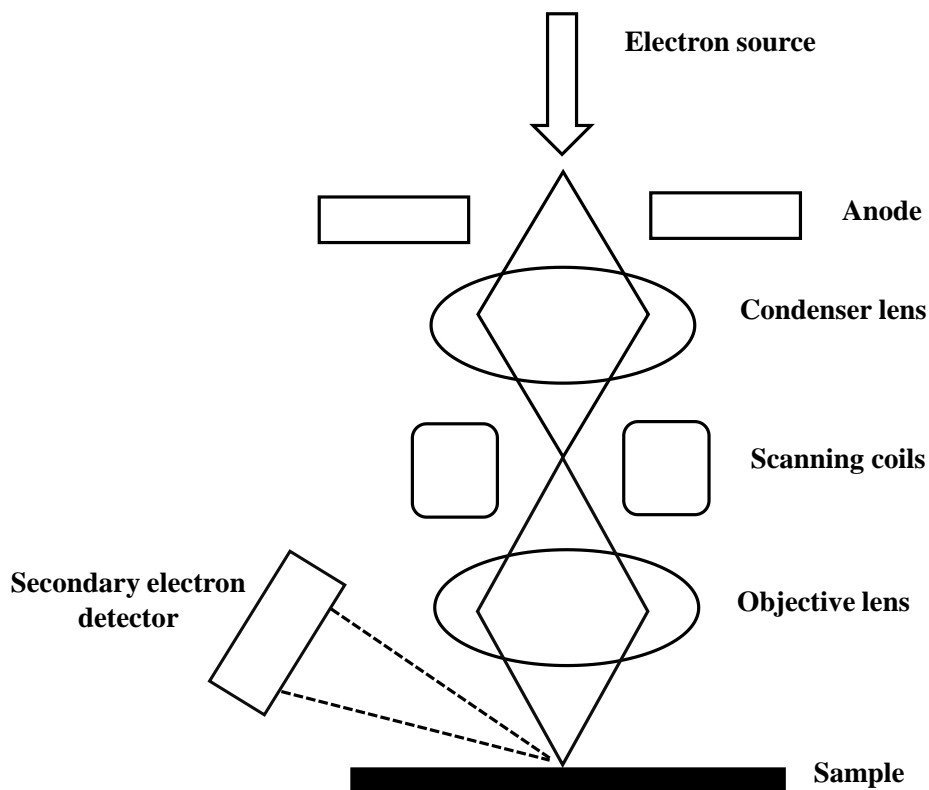 Electron source
Anode
Condenser lens
Scanning coils
Secondary electron
detector
Objective lens
Sample